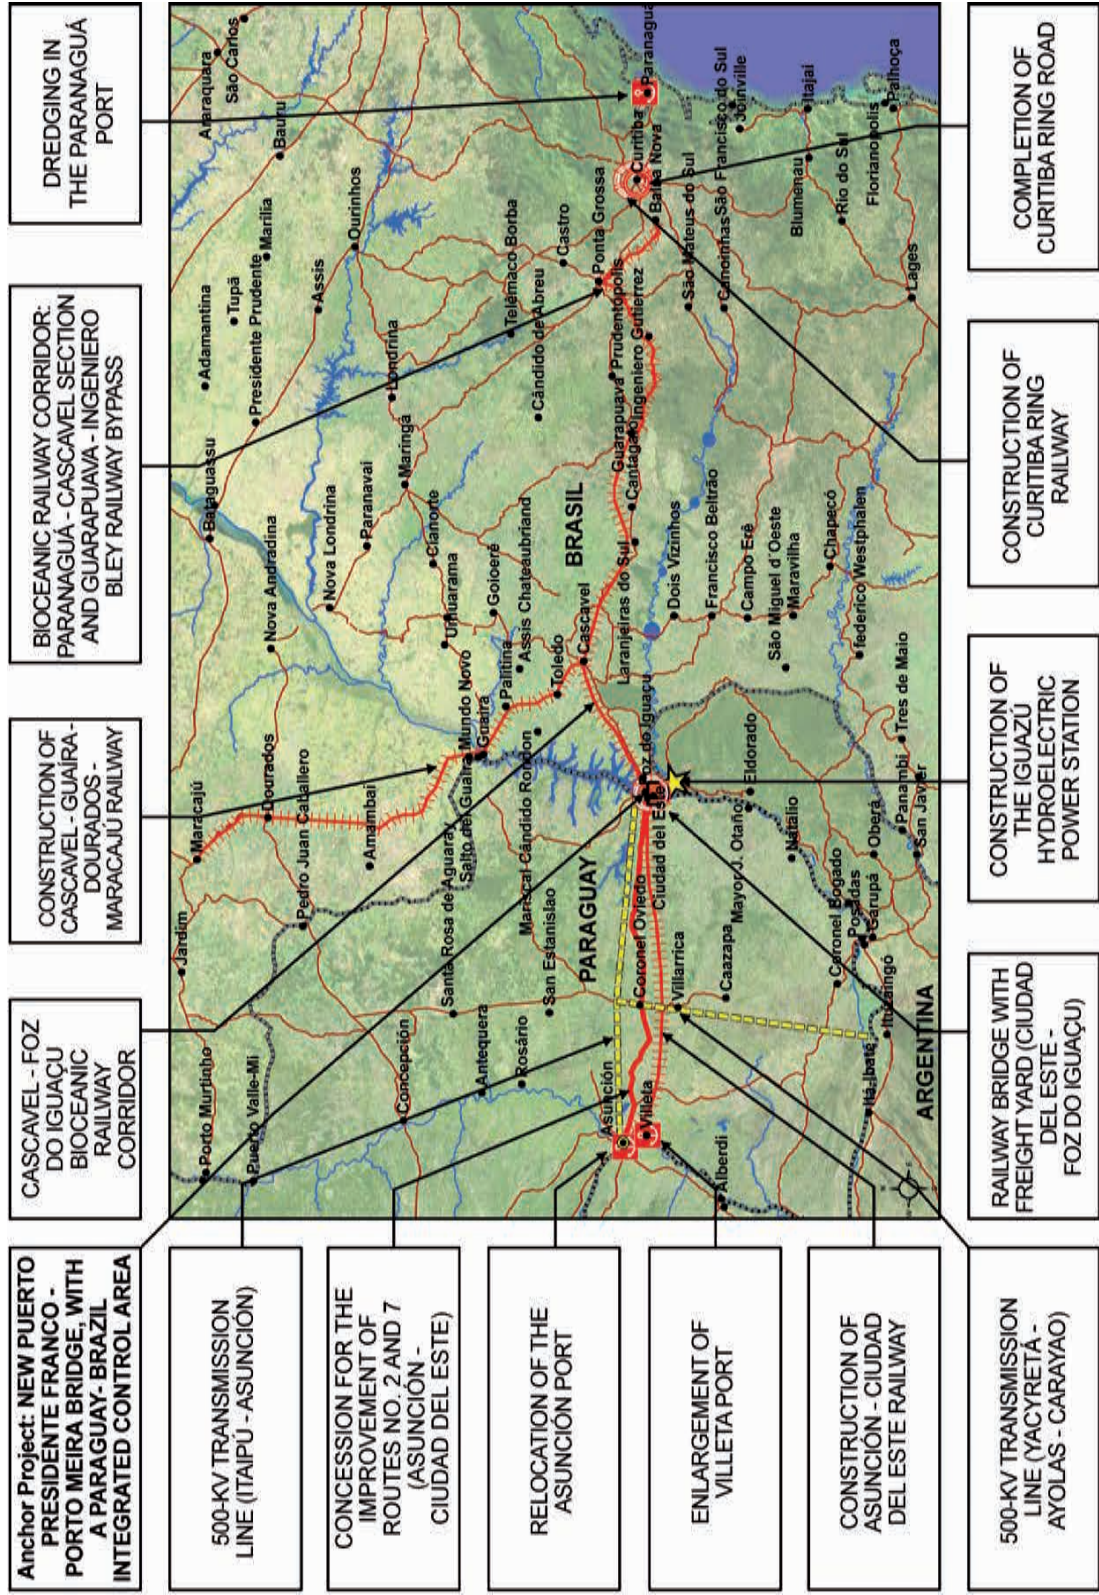 Anchor Project: NEW PUERTO
PRESIDENTE FRANCO -
PORTO MEIRA BRIDGE, WITH
A PARAGUAY- BRAZIL
INTEGRATED CONTROL AREA
CASCAVEL - FOZ
DO IGUAÇU
BIOCEANIC
RAILWAY
CORRIDOR
CONSTRUCTION OF
CASCAVEL - GUAÍRA -
DOURADOS -
MARACAJÚ RAILWAY
BIOCEANIC RAILWAY CORRIDOR:
PARANAGUÁ - CASCAVEL SECTION
AND GUARAPUAVA - INGENIERO
BLEY RAILWAY BYPASS
DREDGING IN
THE PARANAGUÁ
PORT
500-KV TRANSMISSION
LINE (ITAIPÚ - ASUNCIÓN)
CONCESSION FOR THE
IMPROVEMENT OF
ROUTES NO. 2 AND 7
(ASUNCIÓN -
CIUDAD DEL ESTE)
RELOCATION OF THE
ASUNCIÓN PORT
ENLARGEMENT OF
VILLETA PORT
CONSTRUCTION OF
ASUNCIÓN - CIUDAD
DEL ESTE RAILWAY
500-KV TRANSMISSION
LINE (YACYRETÁ -
AYOLAS - CARAYAO)
RAILWAY BRIDGE WITH
FREIGHT YARD (CIUDAD
DEL ESTE -
FOZ DO IGUAÇU)
CONSTRUCTION OF
THE IGUAZÚ
HYDROELECTRIC
POWER STATION
CONSTRUCTION OF
CURITIBA RING
RAILWAY
COMPLETION OF
CURITIBA RING ROAD
Jardim
Maracajú
Porto Murtinho
Puerto Valle-Mi
Dourados
Pedro Juan Caballero
Amambai
Bataguassu
Nova Andradina
Adamantina
Tupã
Presidente Prudente
Marília
Bauru
Araraquara
São Carlos
Assis
Ourinhos
Nova Londrina
Paranavai
Londrina
Maringá
Cianorte
Umuarama
Concepción
Antequera
Rosário
Santa Rosa de Aguaray
Salto del Guairá
Mundo Novo
Guaíra
Goioerê
Palitina
Assis Chateaubriand
Toledo
Mariscal Cândido Rondon
San Estanislao
Cascavel
Telêmaco Borba
Cândido de Abreu
Castro
Ponta Grossa
BRASIL
PARAGUAY
Asunción
Villeta
Coronel Oviedo
Ciudad del Este
Foz do Iguaçu
Laranjeiras do Sul
Cantagalo
Guarapuava
Prudentópolis
Ingeniero Gutierrez
Balsa Nova
Curitiba
Paranaguá
Villarrica
Caazapa
Mayor J. Otaño
Eldorado
Dois Vizinhos
Francisco Beltrão
Campo Erê
São Miguel d´Oeste
Maravilha
Chapecó
federico Westphalen
São Mateus do Sul
Canoinhas
São Francisco do Sul
Joinville
Itajaí
Blumenau
Rio do Sul
Florianopolis
Palhoça
Lages
Alberdi
Natalio
Coronel Bogado
Posadas
Garupá
Oberá
Panambi
Tres de Maio
San Javier
Ituzaingó
Itá-Ibaté
ARGENTINA